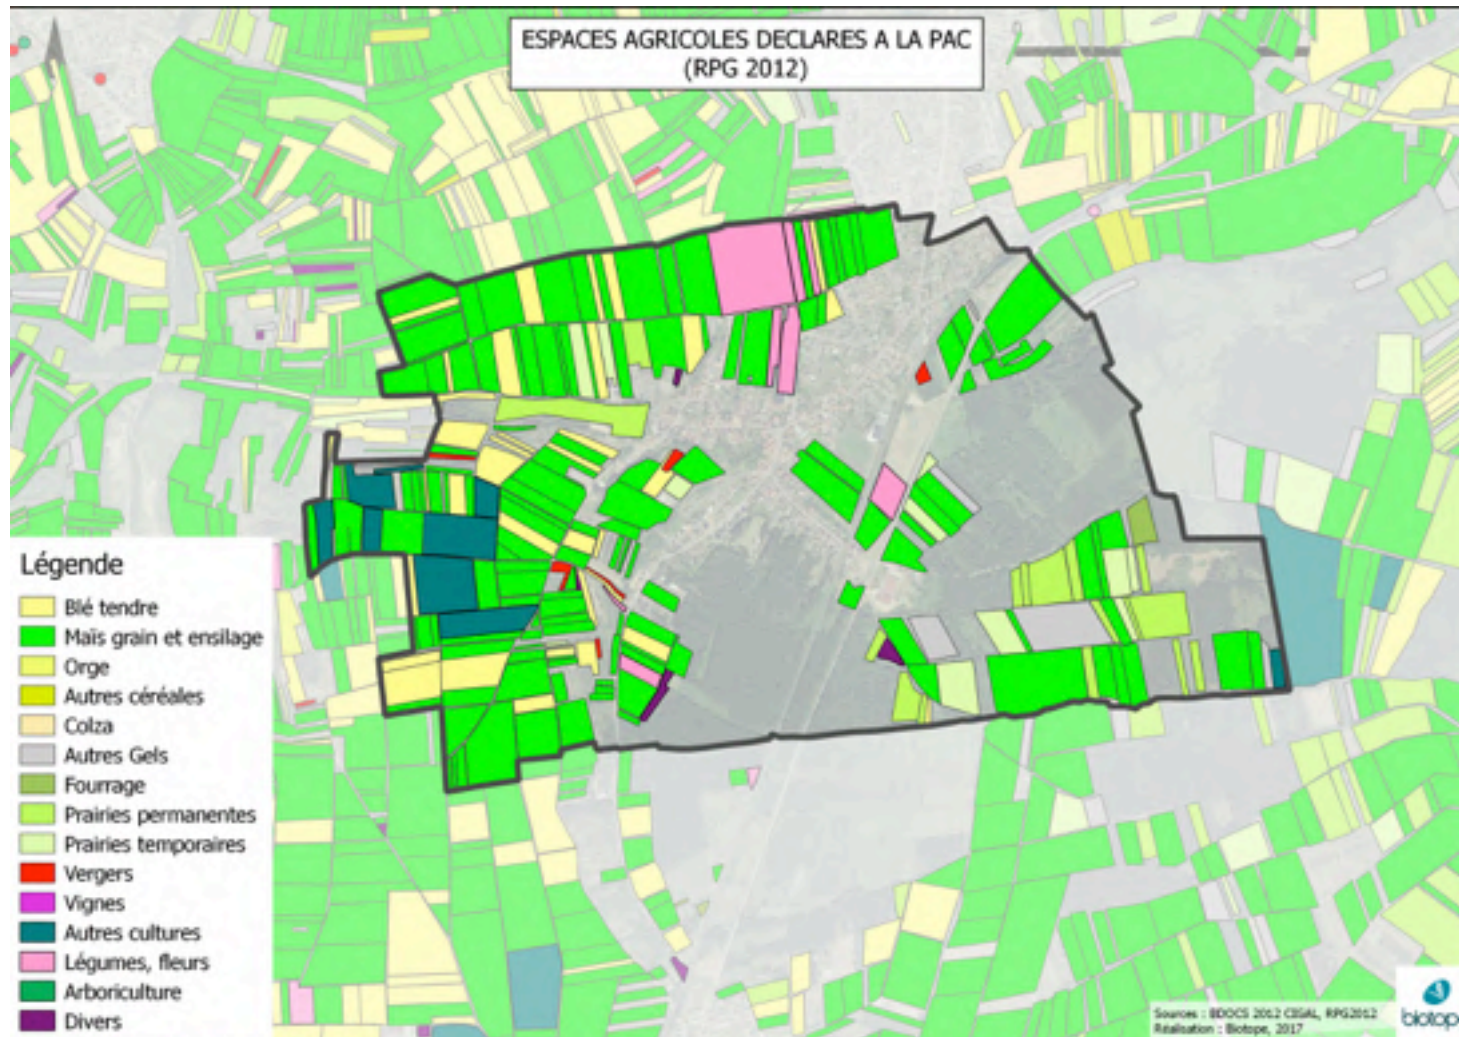 ESPACES AGRICOLES DECLARES A LA PAC
(RPG 2012)
Légende
Blé tendre
Maïs grain et ensilage
Orge
Autres céréales
Colza
Autres Gels
Fourrage
Prairies permanentes
Prairies temporaires
Vergers
Vignes
Autres cultures
Légumes, fleurs
Arboriculture
Divers
Sources : BDOCS 2012 CIGAL, RPG2012
Réalisation : Biotope, 2017
biotop